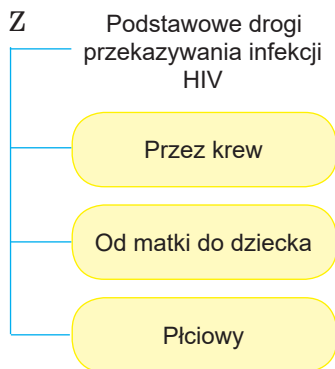 Z
Podstawowe drogi
przekazywania infekcji
HIV
Przez krew
Od matki do dziecka
Płciowy